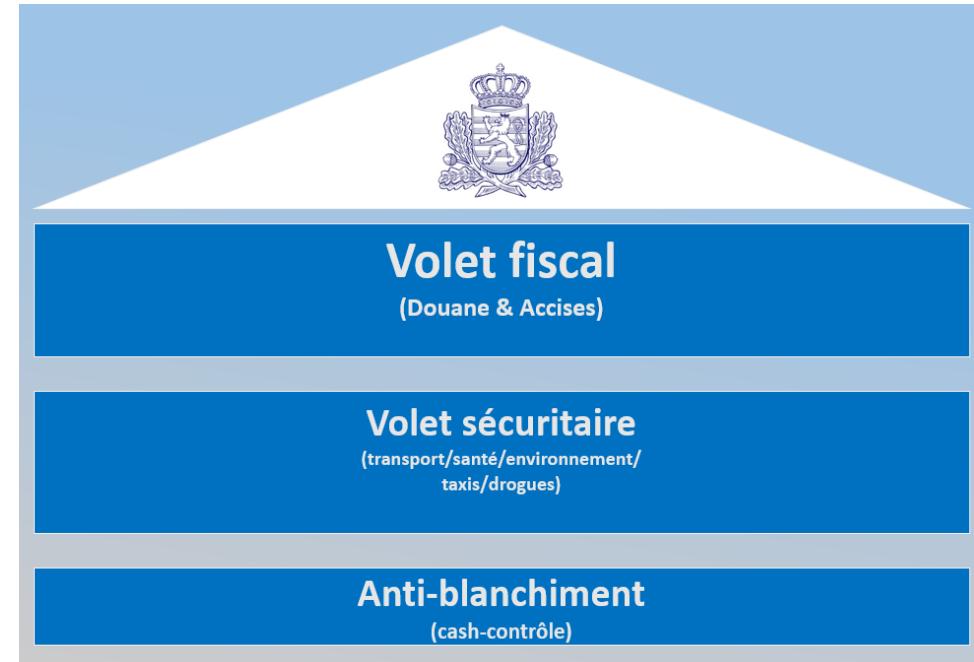 Volet fiscal
(Douane & Accises)
Volet sécuritaire
(transport/santé/environnement/
taxis/drogues)
Anti-blanchiment
(cash-contrôle)